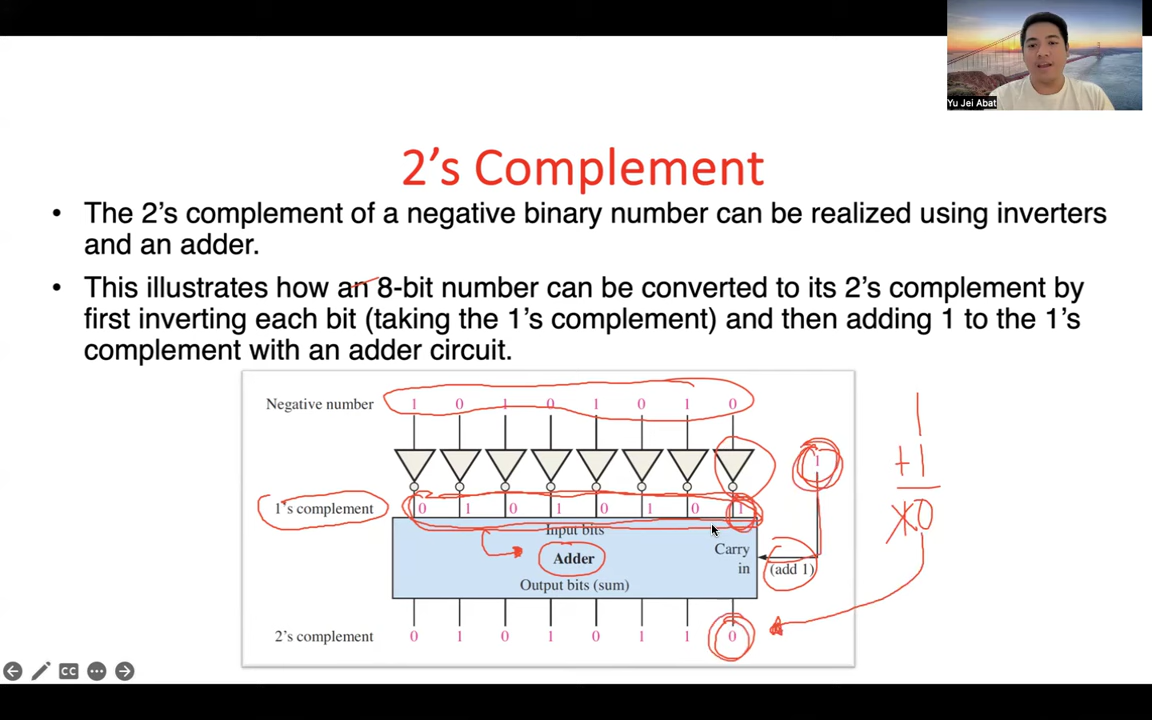 Yu Jei Abat
2's Complement
• The 2's complement of a negative binary number can be realized using inverters
and an adder.
• This illustrates how an 8-bit number can be converted to its 2's complement by
first inverting each bit (taking the 1's complement) and then adding 1 to the 1's
complement with an adder circuit.
Negative number 1 0 1 0 1 0 1 0
1
1
+1
1's complement 0 1 0 1 0 1 0 1
0
Input bits
Carry
in
Adder
(add 1)
Output bits (sum)
2's complement 0 1 0 1 0 1 1 0
CC